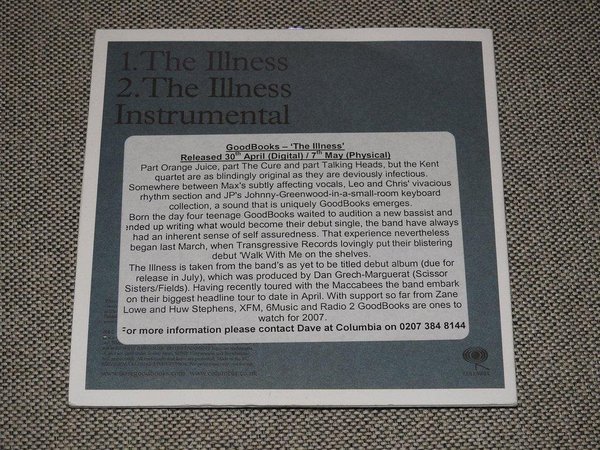 1. The Illness
2. The Illness
Instrumental
GoodBooks – 'The Illness'
Released 30th April (Digital) / 7th May (Physical)
Part Orange Juice, part The Cure and part Talking Heads, but the Kent
quartet are as blindingly original as they are deviously infectious.
Somewhere between Max's subtly affecting vocals, Leo and Chris' vivacious
rhythm section and JP's Johnny-Greenwood-in-a-small-room keyboard
collection, a sound that is uniquely GoodBooks emerges.
Born the day four teenage GoodBooks waited to audition a new bassist and
ended up writing what would become their debut single, the band have always
had an inherent sense of self assuredness. That experience nevertheless
began last March, when Transgressive Records lovingly put their blistering
debut 'Walk With Me on the shelves.
The Illness is taken from the band's as yet to be titled debut album (due for
release in July), which was produced by Dan Grech-Marguerat (Scissor
Sisters/Fields). Having recently toured with the Maccabees the band embark
on their biggest headline tour to date in April. With support so far from Zane
Lowe and Huw Stephens, XFM, 6Music and Radio 2 GoodBooks are ones to
watch for 2007.
For more information please contact Dave at Columbia on 0207 384 8144
www.columbia.co.uk
COLUMBIA